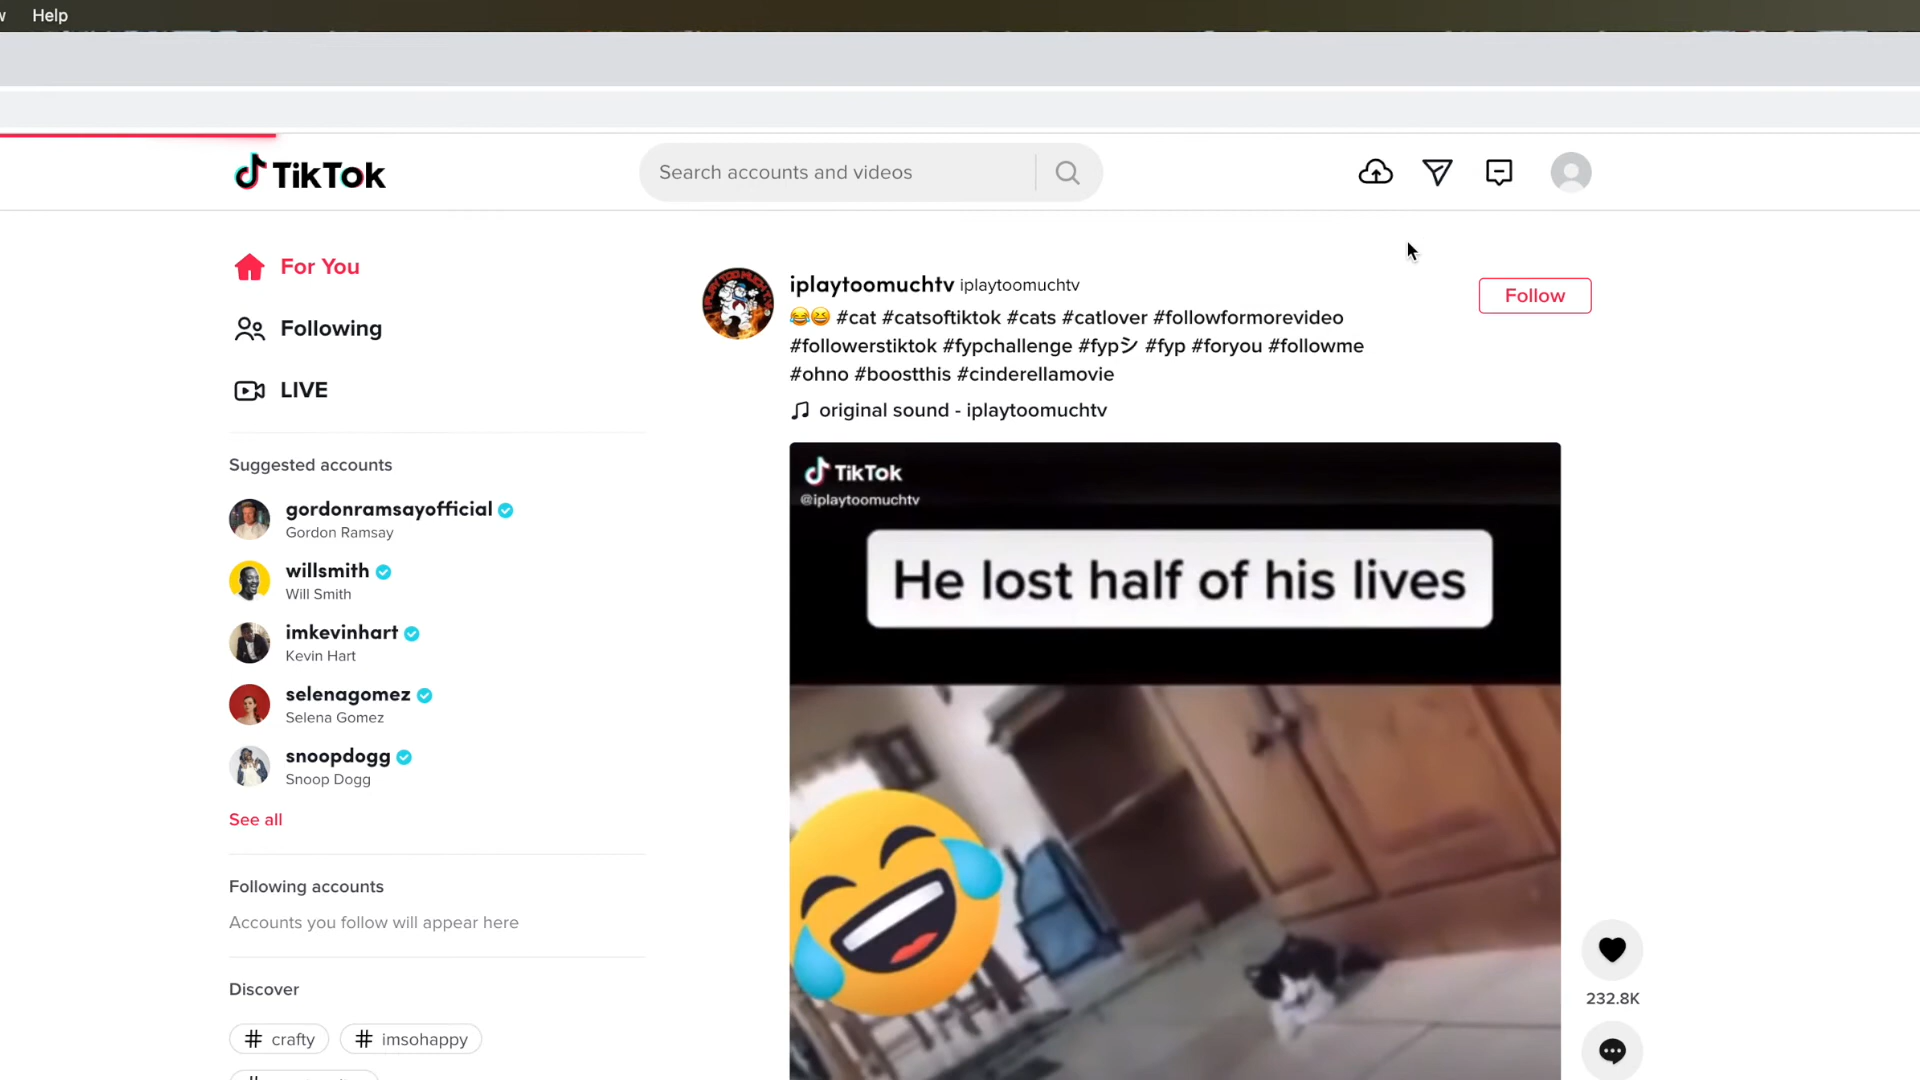 Help
TikTok
Search accounts and videos
For You
Following
LIVE
Suggested accounts
gordonramsayofficial
Gordon Ramsay
willsmith
Will Smith
imkevinhart
Kevin Hart
selenagomez
Selena Gomez
snoopdogg
Snoop Dogg
See all
Following accounts
Accounts you follow will appear here
Discover
# crafty
# imsohappy
iplaytoomuchtv iplaytoomuchtv
😂😆 #cat #catsoftiktok #cats #catlover #followformorevideo
#followerstiktok #fypchallenge #fypシ #fyp #foryou #followme
#ohno #boostthis #cinderellamovie
original sound - iplaytoomuchtv
Follow
TikTok
@iplaytoomuchtv
He lost half of his lives
232.8K